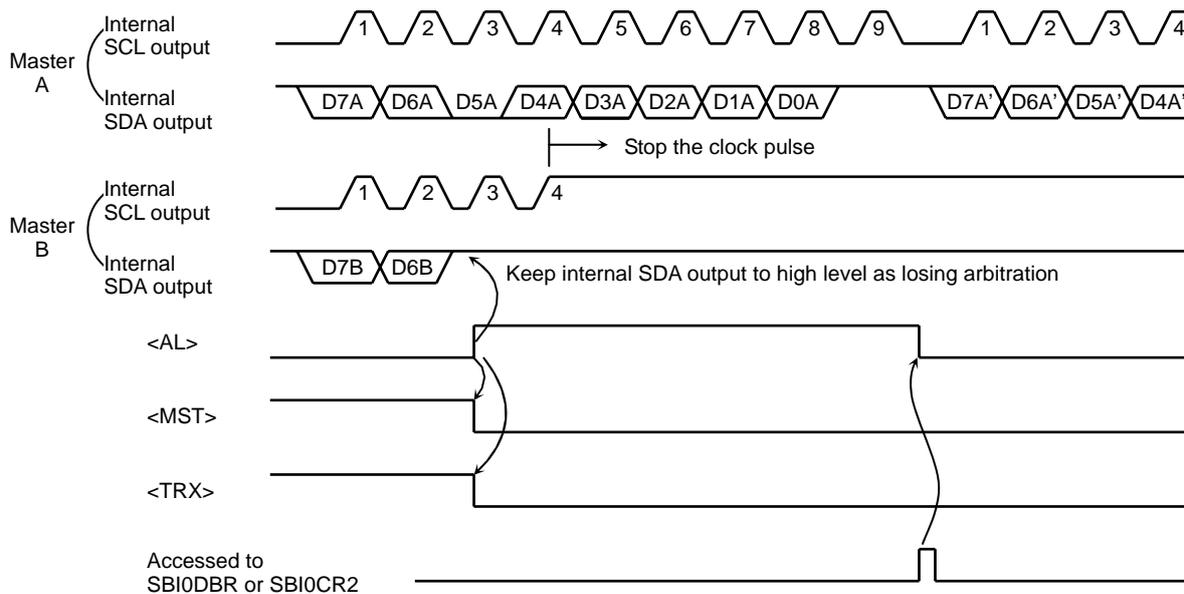 Internal
SCL output
1 2 3 4 5 6 7 8 9 1 2 3 4
Master
A
Internal
SDA output
D7A D6A D5A D4A D3A D2A D1A D0A D7A' D6A' D5A' D4A'
Stop the clock pulse
Internal
SCL output
1 2 3 4
Master
B
Internal
SDA output
D7B D6B
Keep internal SDA output to high level as losing arbitration
<AL>
<MST>
<TRX>
Accessed to
SBI0DBR or SBI0CR2